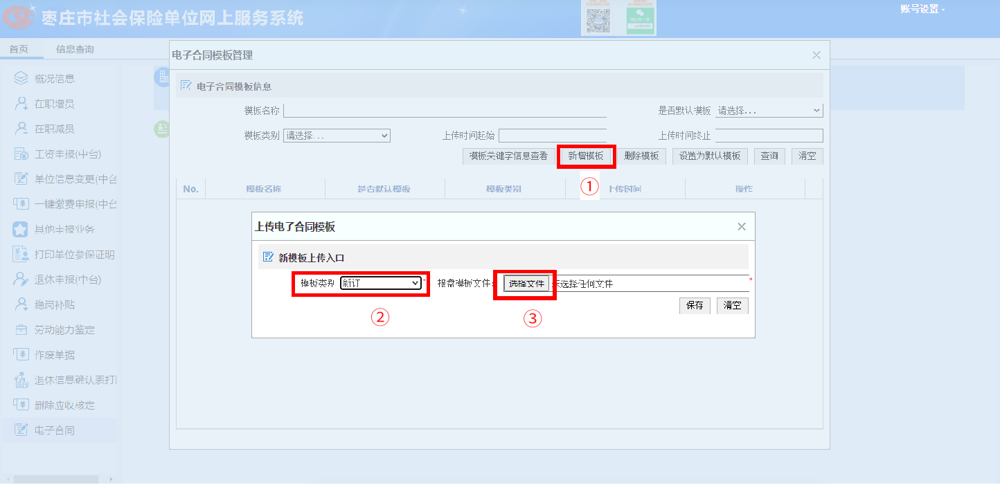 枣庄市社会保险单位网上服务系统
账号设置
首页 信息查询
电子合同模板管理
概况信息
在职增员
在职减员
工资申报(中台)
单位信息变更(中台
一键缴费申报(中台
其他申报业务
打印单位参保证明
退休申报(中台)
稳岗补贴
劳动能力鉴定
作废单据
退休信息确认表打
删除应收核定
电子合同
电子合同模板信息
模板名称 是否默认模板 请选择...
模板类别 请选择... 上传时间起始 上传时间终止
模板关键字信息查看 新增模板 删除模板 设置为默认模板 查询 清空
①
No. 模板名称 是否默认模板 模板类别 上传时间 操作
上传电子合同模板
新模板上传入口
模板类别 新订 * 报盘模板文件: 选择文件 未选择任何文件 *
保存 清空
② ③